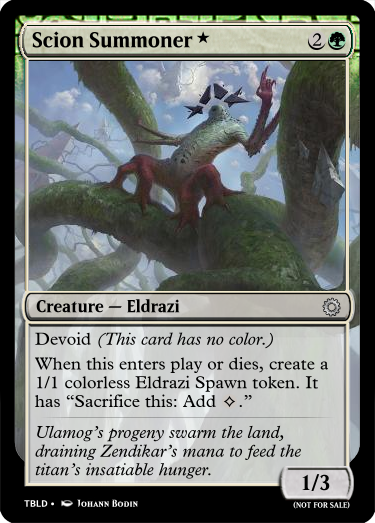 Scion Summoner ★ 2
Creature — Eldrazi
Devoid (This card has no color.)
When this enters play or dies, create a
1/1 colorless Eldrazi Spawn token. It
has “Sacrifice this: Add ⟡.”
Ulamog's progeny swarm the land,
draining Zendikar's mana to feed the
titan's insatiable hunger.
1/3
TBLD • Johann Bodin
(NOT FOR SALE)